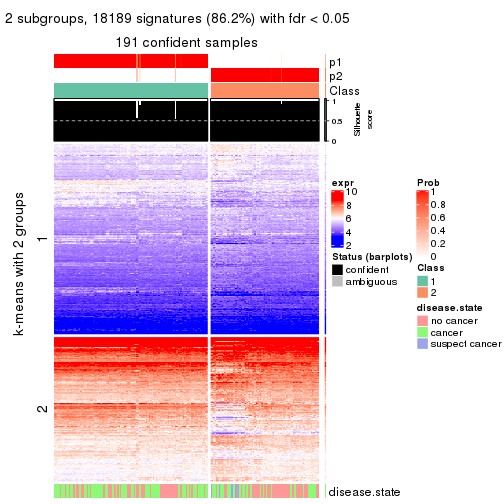 2 subgroups, 18189 signatures (86.2%) with fdr < 0.05
191 confident samples
p1
p2
Class
1
0.5
0
Silhouette
score
k-means with 2 groups
1
2
expr
10
8
6
4
2
Status (barplots)
confident
ambiguous
Prob
1
0.8
0.6
0.4
0.2
0
Class
1
2
disease.state
no cancer
cancer
suspect cancer
disease.state